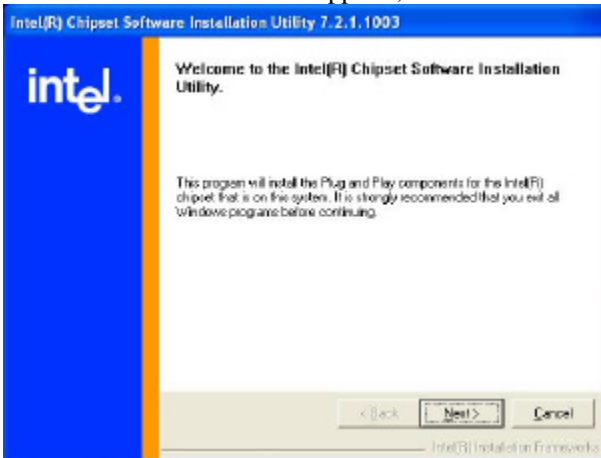 Intel(R) Chipset Software Installation Utility 7.2.1.1003
intel.
Welcome to the Intel(R) Chipset Software Installation
Utility.
This program will install the Plug and Play components for the Intel(R)
chipset that is on this system. It is strongly recommended that you exit all
Windows programs before continuing.
< Back
Next >
Cancel
Intel(R) Installation Frameworks